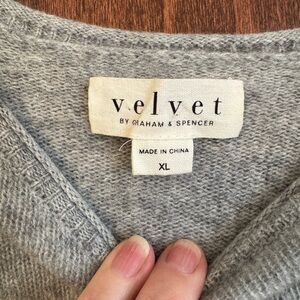 velvet
BY GRAHAM & SPENCER
MADE IN CHINA
XL